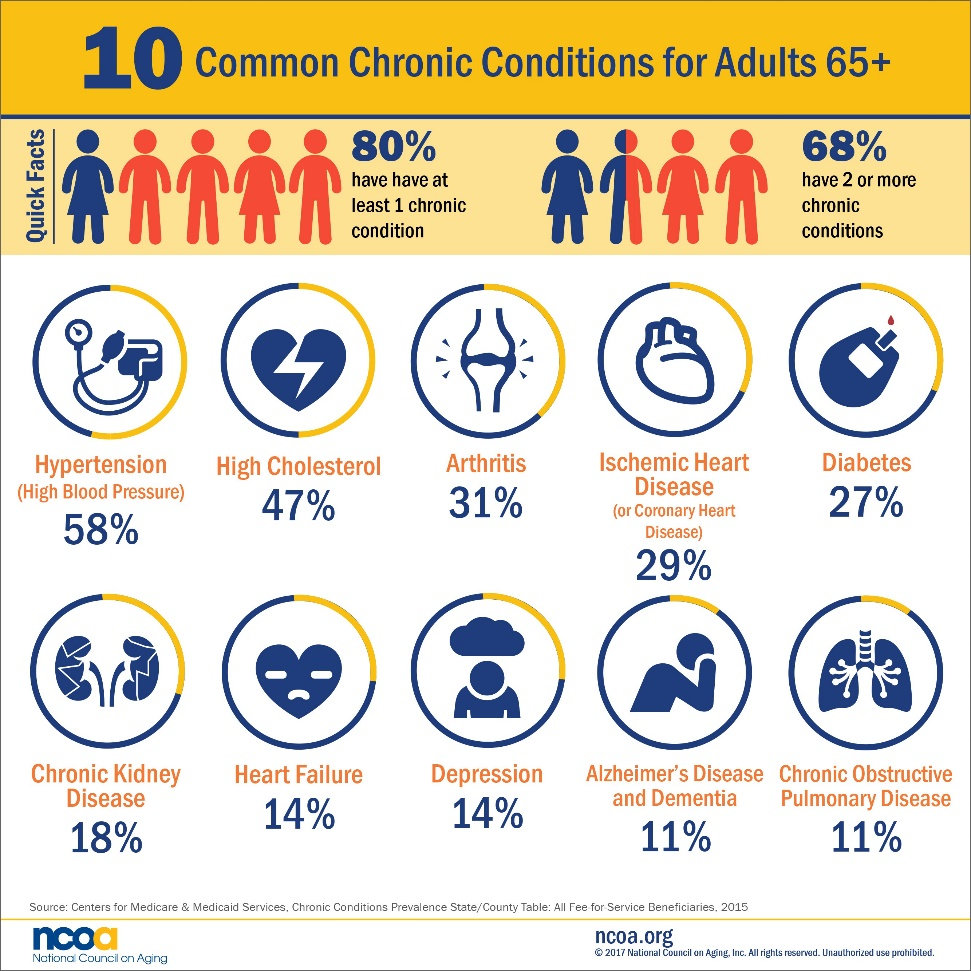 10 Common Chronic Conditions for Adults 65+
Quick Facts
80%
have have at
least 1 chronic
condition
68%
have 2 or more
chronic
conditions
Hypertension
(High Blood Pressure)
58%
High Cholesterol
47%
Arthritis
31%
Ischemic Heart
Disease
(or Coronary Heart
Disease)
29%
Diabetes
27%
Chronic Kidney
Disease
18%
Heart Failure
14%
Depression
14%
Alzheimer's Disease
and Dementia
11%
Chronic Obstructive
Pulmonary Disease
11%
Source: Centers for Medicare & Medicaid Services, Chronic Conditions Prevalence State/County Table: All Fee-for-Service Beneficiaries, 2015
ncoa
National Council on Aging
ncoa.org
© 2017 National Council on Aging, Inc. All rights reserved. Unauthorized use prohibited.